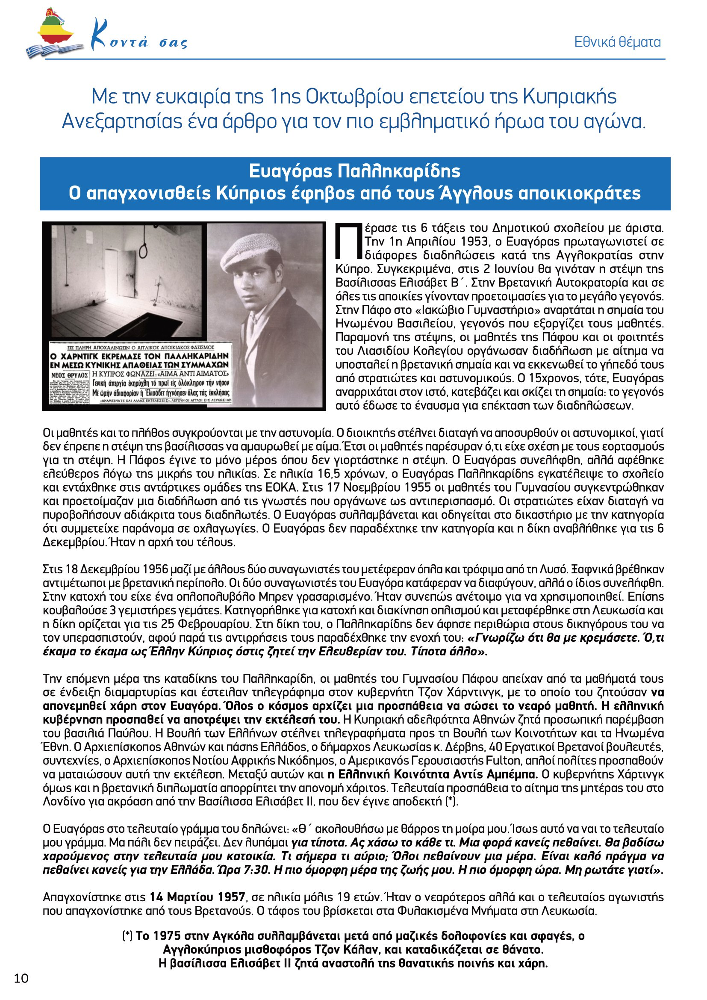 Κοντά σας
Εθνικά θέματα
Με την ευκαιρία της 1ης Οκτωβρίου επετείου της Κυπριακής
Ανεξαρτησίας ένα άρθρο για τον πιο εμβληματικό ήρωα του αγώνα.
Ευαγόρας Παλληκαρίδης
Ο απαγχονισθείς Κύπριος έφηβος από τους Άγγλους αποικιοκράτες
ΕΙΣ ΠΛΗΡΗ ΑΠΟΧΑΛΙΝΩΣΙΝ Ο ΑΓΓΛΙΚΟΣ ΑΠΟΙΚΙΑΚΟΣ ΦΑΣΙΣΜΟΣ
Ο ΧΑΡΝΤΙΓΚ ΕΚΡΕΜΑΣΕ ΤΟΝ ΠΑΛΛΗΚΑΡΙΔΗΝ
ΕΝ ΜΕΣΩ ΚΥΝΙΚΗΣ ΑΠΑΘΕΙΑΣ ΤΩΝ ΣΥΜΜΑΧΩΝ
ΝΕΟΣ ΘΡΥΛΟΣ
Η ΚΥΠΡΟΣ ΦΩΝΑΖΕΙ: «ΑΙΜΑ ΑΝΤΙ ΑΙΜΑΤΟΣ»
Γενική ἀπεργία ἐκηρύχθη τό πρωΐ εἰς ὁλόκληρον τήν νῆσον
Μέ ὠμήν ἀδιαφορίαν ἡ Ἐλισάβετ ἠγνόησεν ὅλας τάς ἐκκλήσεις
«ΑΝΑΜΕΙΝΑΤΕ ΚΑΙ ΑΛΛΑΣ ΕΚΤΕΛΕΣΕΙΣ», ΛΕΓΟΥΝ ΟΙ ΑΓΓΛΟΙ ΕΙΣ ΛΕΥΚΩΣΙΑΝ
Πέρασε τις 6 τάξεις του Δημοτικού σχολείου με άριστα.
Την 1η Απριλίου 1953, ο Ευαγόρας πρωταγωνιστεί σε
διάφορες διαδηλώσεις κατά της Αγγλοκρατίας στην
Κύπρο. Συγκεκριμένα, στις 2 Ιουνίου θα γινόταν η στέψη της
Βασίλισσας Ελισάβετ Β΄. Στην Βρετανική Αυτοκρατορία και σε
όλες τις αποικίες γίνονταν προετοιμασίες για το μεγάλο γεγονός.
Στην Πάφο στο «Ιακώβιο Γυμναστήριο» αναρτάται η σημαία του
Ηνωμένου Βασιλείου, γεγονός που εξοργίζει τους μαθητές.
Παραμονή της στέψης, οι μαθητές της Πάφου και οι φοιτητές
του Λιασιδίου Κολεγίου οργάνωσαν διαδήλωση με αίτημα να
υποσταλεί η βρετανική σημαία και να εκκενωθεί το γήπεδό τους
από στρατιώτες και αστυνομικούς. Ο 15χρονος, τότε, Ευαγόρας
αναρριχάται στον ιστό, κατεβάζει και σκίζει τη σημαία: το γεγονός
αυτό έδωσε το έναυσμα για επέκταση των διαδηλώσεων.
Οι μαθητές και το πλήθος συγκρούονται με την αστυνομία. Ο διοικητής στέλνει διαταγή να αποσυρθούν οι αστυνομικοί, γιατί
δεν έπρεπε η στέψη της βασίλισσας να αμαυρωθεί με αίμα. Έτσι οι μαθητές παρέσυραν ό,τι είχε σχέση με τους εορτασμούς
για τη στέψη. Η Πάφος έγινε το μόνο μέρος όπου δεν γιορτάστηκε η στέψη. Ο Ευαγόρας συνελήφθη, αλλά αφέθηκε
ελεύθερος λόγω της μικρής του ηλικίας. Σε ηλικία 16,5 χρόνων, ο Ευαγόρας Παλληκαρίδης εγκατέλειψε το σχολείο
και εντάχθηκε στις αντάρτικες ομάδες της ΕΟΚΑ. Στις 17 Νοεμβρίου 1955 οι μαθητές του Γυμνασίου συγκεντρώθηκαν
και προετοίμαζαν μια διαδήλωση από τις γνωστές που οργάνωνε ως αντιπερισπασμό. Οι στρατιώτες είχαν διαταγή να
πυροβολήσουν αδιάκριτα τους διαδηλωτές. Ο Ευαγόρας συλλαμβάνεται και οδηγείται στο δικαστήριο με την κατηγορία
ότι συμμετείχε παράνομα σε οχλαγωγίες. Ο Ευαγόρας δεν παραδέχτηκε την κατηγορία και η δίκη αναβλήθηκε για τις 6
Δεκεμβρίου. Ήταν η αρχή του τέλους.
Στις 18 Δεκεμβρίου 1956 μαζί με άλλους δύο συναγωνιστές του μετέφεραν όπλα και τρόφιμα από τη Λυσό. Ξαφνικά βρέθηκαν
αντιμέτωποι με βρετανική περίπολο. Οι δύο συναγωνιστές του Ευαγόρα κατάφεραν να διαφύγουν, αλλά ο ίδιος συνελήφθη.
Στην κατοχή του είχε ένα οπλοπολυβόλο Μπρεν γρασαρισμένο. Ήταν συνεπώς ανέτοιμο για να χρησιμοποιηθεί. Επίσης
κουβαλούσε 3 γεμιστήρες γεμάτες. Κατηγορήθηκε για κατοχή και διακίνηση οπλισμού και μεταφέρθηκε στη Λευκωσία και
η δίκη ορίζεται για τις 25 Φεβρουαρίου. Στη δίκη του, ο Παλληκαρίδης δεν άφησε περιθώρια στους δικηγόρους του να
τον υπερασπιστούν, αφού παρά τις αντιρρήσεις τους παραδέχθηκε την ενοχή του: «Γνωρίζω ότι θα με κρεμάσετε. Ό,τι
έκαμα το έκαμα ως Έλλην Κύπριος όστις ζητεί την Ελευθερίαν του. Τίποτα άλλο».
Την επόμενη μέρα της καταδίκης του Παλληκαρίδη, οι μαθητές του Γυμνασίου Πάφου απείχαν από τα μαθήματά τους
σε ένδειξη διαμαρτυρίας και έστειλαν τηλεγράφημα στον κυβερνήτη Τζον Χάρντινγκ, με το οποίο του ζητούσαν να
απονεμηθεί χάρη στον Ευαγόρα. Όλος ο κόσμος αρχίζει μια προσπάθεια να σώσει το νεαρό μαθητή. Η ελληνική
κυβέρνηση προσπαθεί να αποτρέψει την εκτέλεσή του. Η Κυπριακή αδελφότητα Αθηνών ζητά προσωπική παρέμβαση
του βασιλιά Παύλου. Η Βουλή των Ελλήνων στέλνει τηλεγραφήματα προς τη Βουλή των Κοινοτήτων και τα Ηνωμένα
Έθνη. Ο Αρχιεπίσκοπος Αθηνών και πάσης Ελλάδος, ο δήμαρχος Λευκωσίας κ. Δέρβης, 40 Εργατικοί Βρετανοί βουλευτές,
συντεχνίες, ο Αρχιεπίσκοπος Νοτίου Αφρικής Νικόδημος, ο Αμερικανός Γερουσιαστής Fulton, απλοί πολίτες προσπαθούν
να ματαιώσουν αυτή την εκτέλεση. Μεταξύ αυτών και η Ελληνική Κοινότητα Αντίς Αμπέμπα. Ο κυβερνήτης Χάρτινγκ
όμως και η βρετανική διπλωματία απορρίπτει την απονομή χάριτος. Τελευταία προσπάθεια το αίτημα της μητέρας του στο
Λονδίνο για ακρόαση από την Βασίλισσα Ελισάβετ ΙΙ, που δεν έγινε αποδεκτή (*).
Ο Ευαγόρας στο τελευταίο γράμμα του δηλώνει: «Θ΄ ακολουθήσω με θάρρος τη μοίρα μου. Ίσως αυτό να ναι το τελευταίο
μου γράμμα. Μα πάλι δεν πειράζει. Δεν λυπάμαι για τίποτα. Ας χάσω το κάθε τι. Μια φορά κανείς πεθαίνει. Θα βαδίσω
χαρούμενος στην τελευταία μου κατοικία. Τι σήμερα τι αύριο; Όλοι πεθαίνουν μια μέρα. Είναι καλό πράγμα να
πεθαίνει κανείς για την Ελλάδα. Ώρα 7:30. Η πιο όμορφη μέρα της ζωής μου. Η πιο όμορφη ώρα. Μη ρωτάτε γιατί».
Απαγχονίστηκε στις 14 Μαρτίου 1957, σε ηλικία μόλις 19 ετών. Ήταν ο νεαρότερος αλλά και ο τελευταίος αγωνιστής
που απαγχονίστηκε από τους Βρετανούς. Ο τάφος του βρίσκεται στα Φυλακισμένα Μνήματα στη Λευκωσία.
(*) Το 1975 στην Αγκόλα συλλαμβάνεται μετά από μαζικές δολοφονίες και σφαγές, ο
Αγγλοκύπριος μισθοφόρος Τζον Κάλαν, και καταδικάζεται σε θάνατο.
Η βασίλισσα Ελισάβετ ΙΙ ζητά αναστολή της θανατικής ποινής και χάρη.
10